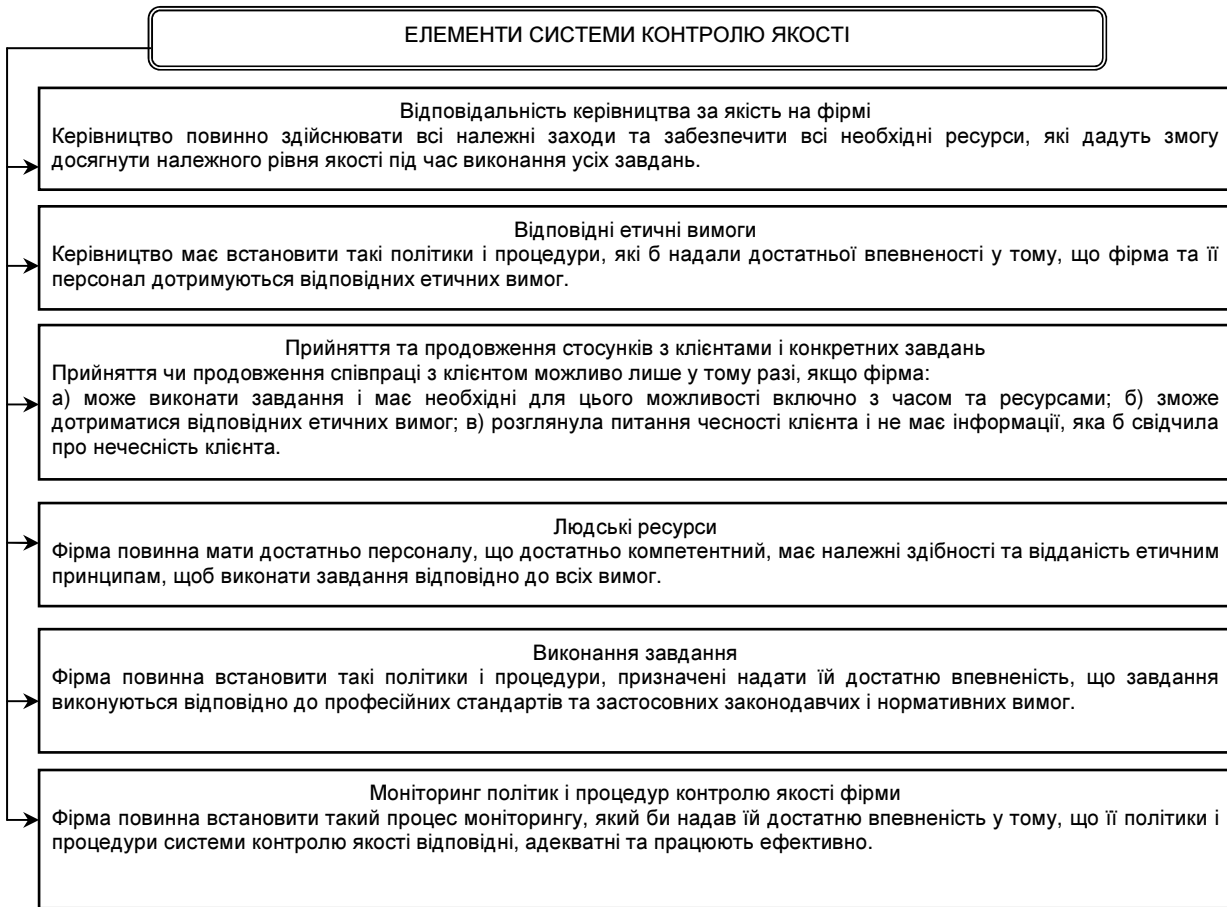 ЕЛЕМЕНТИ СИСТЕМИ КОНТРОЛЮ ЯКОСТІ
Відповідальність керівництва за якість на фірмі
Керівництво повинно здійснювати всі належні заходи та забезпечити всі необхідні ресурси, які дадуть змогу
досягнути належного рівня якості під час виконання усіх завдань.
Відповідні етичні вимоги
Керівництво має встановити такі політики і процедури, які б надали достатньої впевненості у тому, що фірма та її
персонал дотримуються відповідних етичних вимог.
Прийняття та продовження стосунків з клієнтами і конкретних завдань
Прийняття чи продовження співпраці з клієнтом можливо лише у тому разі, якщо фірма:
а) може виконати завдання і має необхідні для цього можливості включно з часом та ресурсами; б) зможе
дотриматися відповідних етичних вимог; в) розглянула питання чесності клієнта і не має інформації, яка б свідчила
про нечесність клієнта.
Людські ресурси
Фірма повинна мати достатньо персоналу, що достатньо компетентний, має належні здібності та відданість етичним
принципам, щоб виконати завдання відповідно до всіх вимог.
Виконання завдання
Фірма повинна встановити такі політики і процедури, призначені надати їй достатню впевненість, що завдання
виконуються відповідно до професійних стандартів та застосовних законодавчих і нормативних вимог.
Моніторинг політик і процедур контролю якості фірми
Фірма повинна встановити такий процес моніторингу, який би надав їй достатню впевненість у тому, що її політики і
процедури системи контролю якості відповідні, адекватні та працюють ефективно.